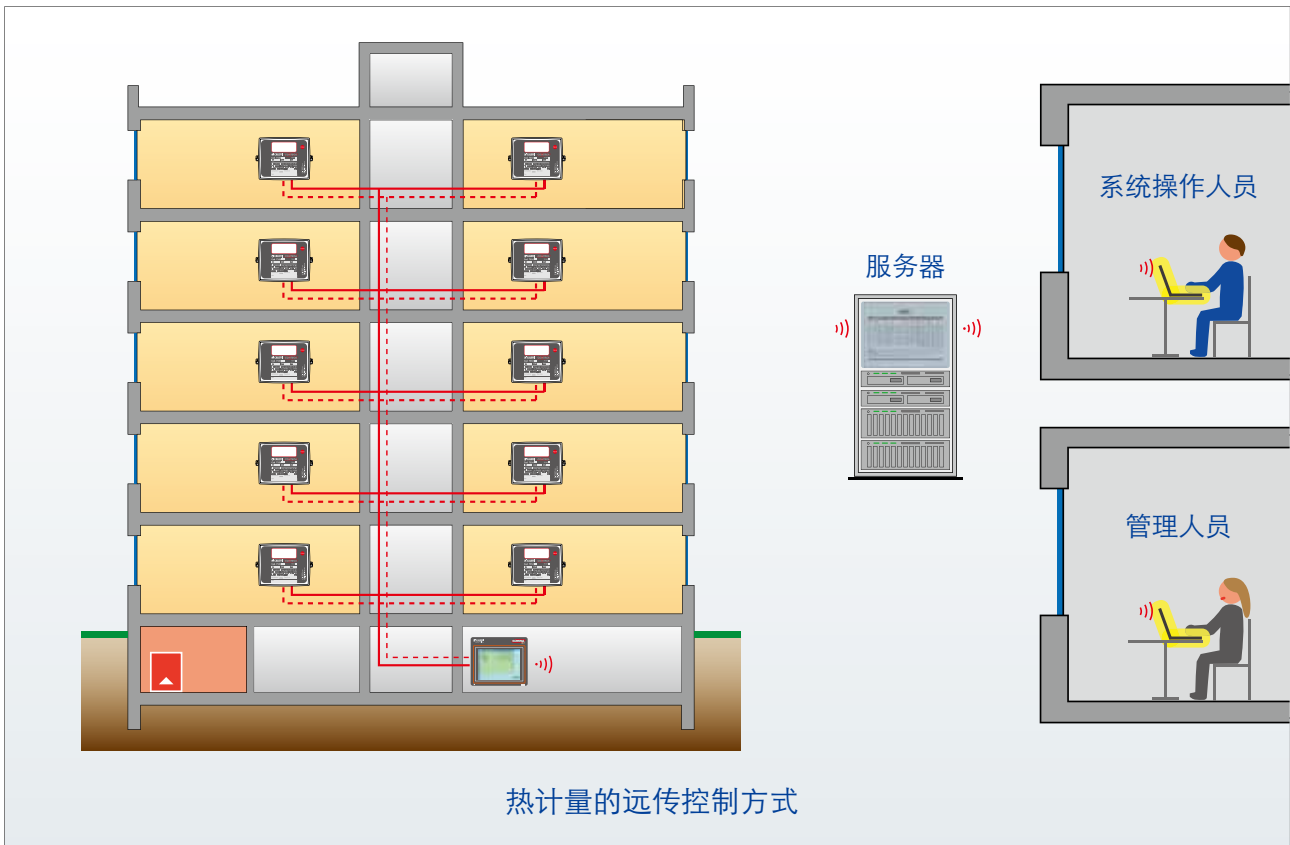 系统操作人员
服务器
管理人员
热计量的远传控制方式